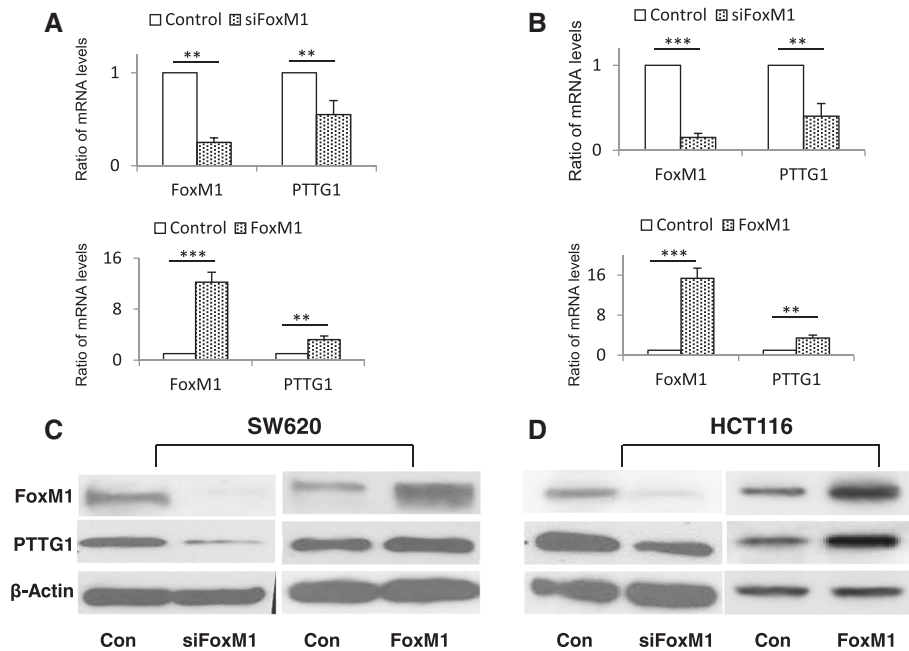 A
Control siFoxM1
Ratio of mRNA levels
1
0
** **
FoxM1 PTTG1
Control FoxM1
Ratio of mRNA levels
16
8
0
*** **
FoxM1 PTTG1
B
Control siFoxM1
Ratio of mRNA levels
1
0
*** **
FoxM1 PTTG1
Control FoxM1
Ratio of mRNA levels
16
8
0
*** **
FoxM1 PTTG1
C SW620
D HCT116
FoxM1
PTTG1
β-Actin
Con siFoxM1 Con FoxM1
Con siFoxM1 Con FoxM1